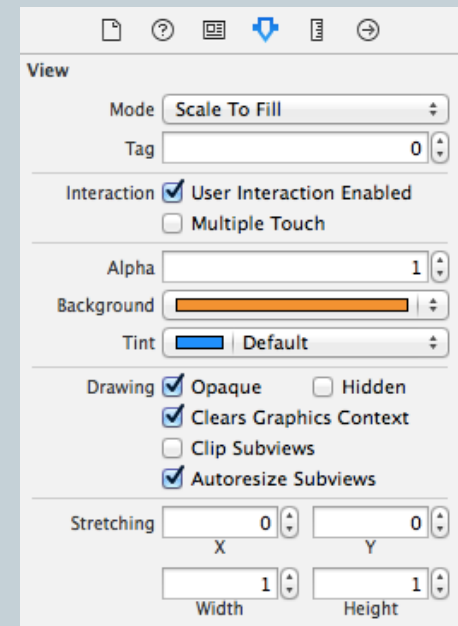 View
Mode Scale To Fill
Tag 0
Interaction User Interaction Enabled
Multiple Touch
Alpha 1
Background
Tint Default
Drawing Opaque Hidden
Clears Graphics Context
Clip Subviews
Autoresize Subviews
Stretching 0 0
X Y
1 1
Width Height